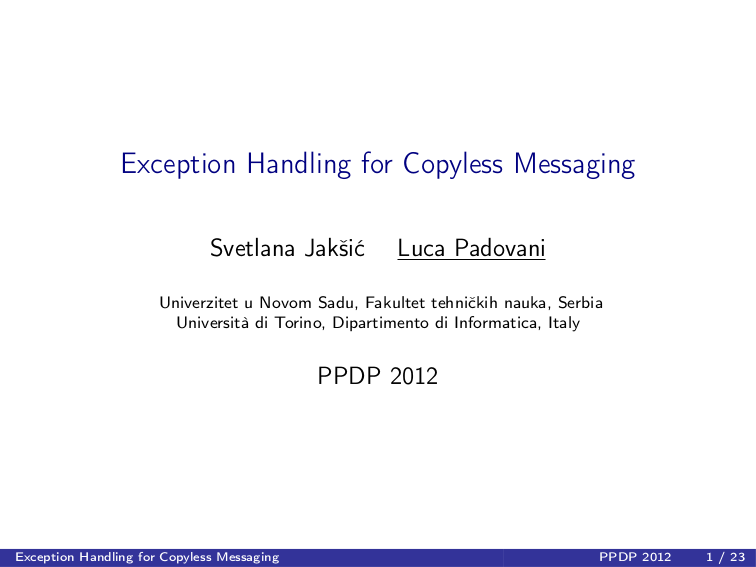 Exception Handling for Copyless Messaging
Svetlana Jakšić Luca Padovani
Univerzitet u Novom Sadu, Fakultet tehničkih nauka, Serbia
Università di Torino, Dipartimento di Informatica, Italy
PPDP 2012
Exception Handling for Copyless Messaging PPDP 2012 1 / 23